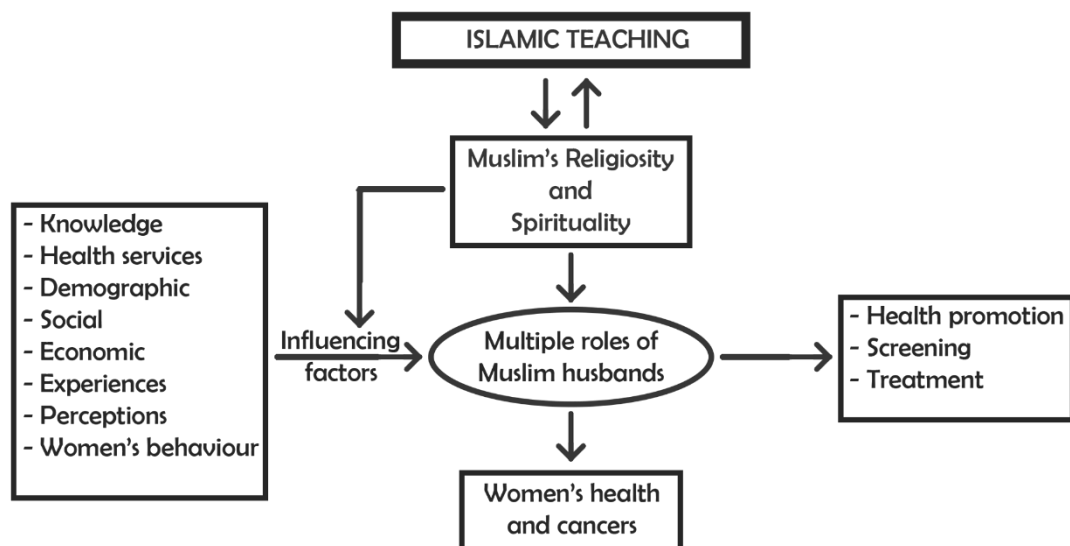 ISLAMIC TEACHING
Muslim's Religiosity
and
Spirituality
- Knowledge
- Health services
- Demographic
- Social
- Economic
- Experiences
- Perceptions
- Women's behaviour
Influencing
factors
Multiple roles of
Muslim husbands
- Health promotion
- Screening
- Treatment
Women's health
and cancers